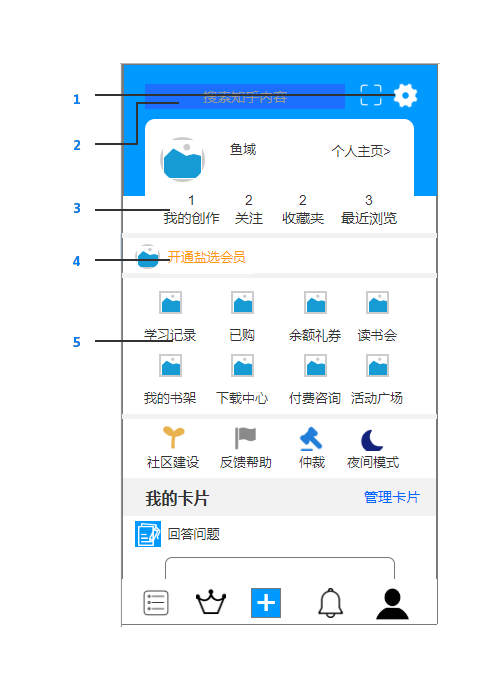 1
搜索知乎内容
2
鱼域
个人主页>
1 2 2 3
3
我的创作 关注 收藏夹 最近浏览
4
开通盐选会员
5
学习记录 已购 余额礼券 读书会
我的书架 下载中心 付费咨询 活动广场
社区建设 反馈帮助 仲裁 夜间模式
我的卡片 管理卡片
回答问题